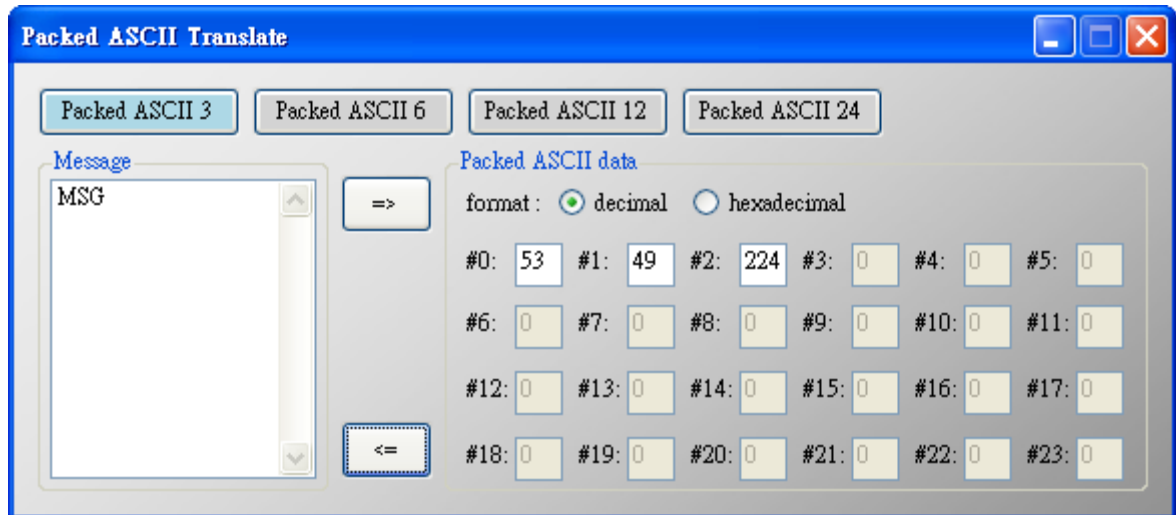 Packed ASCII Translate
Packed ASCII 3 Packed ASCII 6 Packed ASCII 12 Packed ASCII 24
Message
MSG
=>
<=
Packed ASCII data
format : decimal hexadecimal
#0: 53 #1: 49 #2: 224 #3: 0 #4: 0 #5: 0
#6: 0 #7: 0 #8: 0 #9: 0 #10: 0 #11: 0
#12: 0 #13: 0 #14: 0 #15: 0 #16: 0 #17: 0
#18: 0 #19: 0 #20: 0 #21: 0 #22: 0 #23: 0